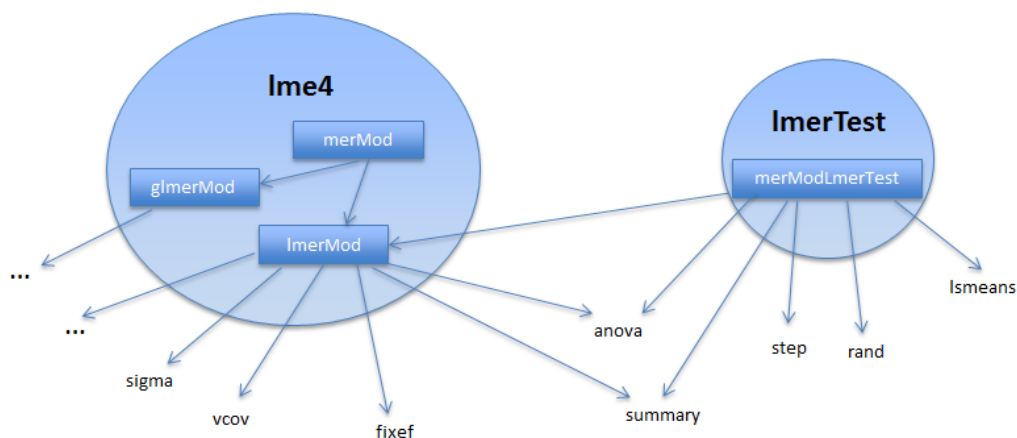 lme4
lmerTest
merMod
glmerMod
merModLmerTest
lmerMod
...
...
lsmeans
anova
step
rand
sigma
vcov
fixef
summary